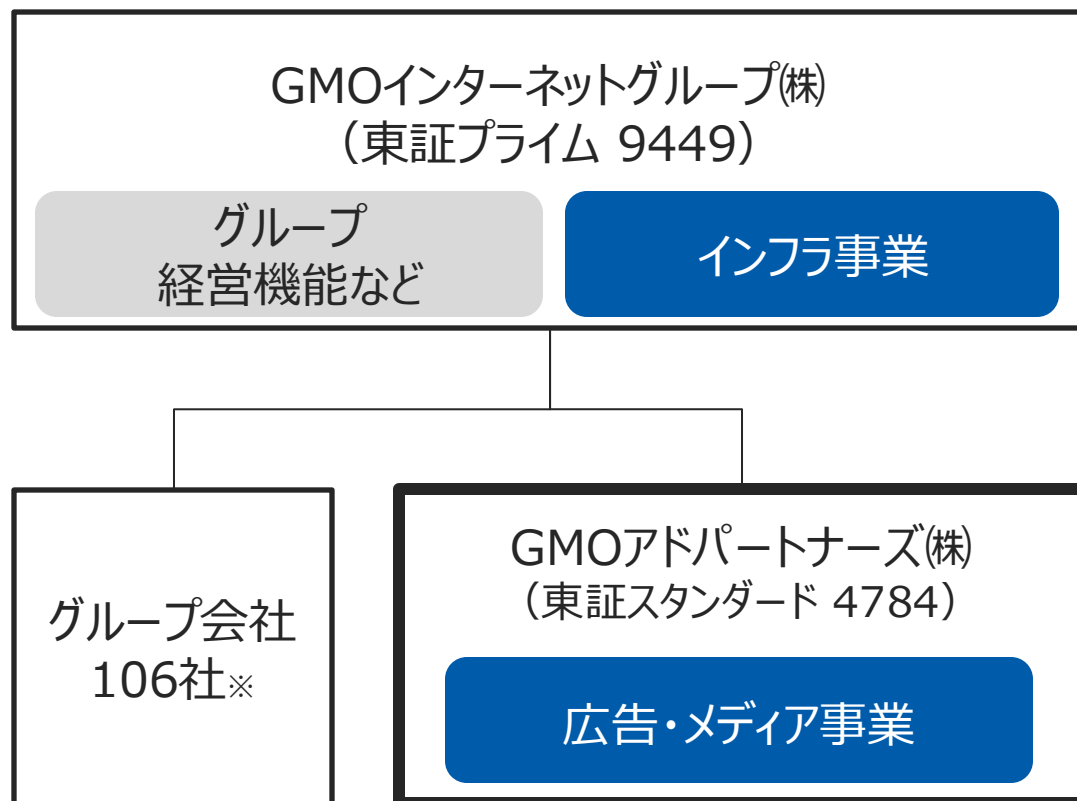 GMOインターネットグループ㈱
（東証プライム 9449）
グループ
経営機能など
インフラ事業
グループ会社
106社※
GMOアドパートナーズ㈱
（東証スタンダード 4784）
広告・メディア事業